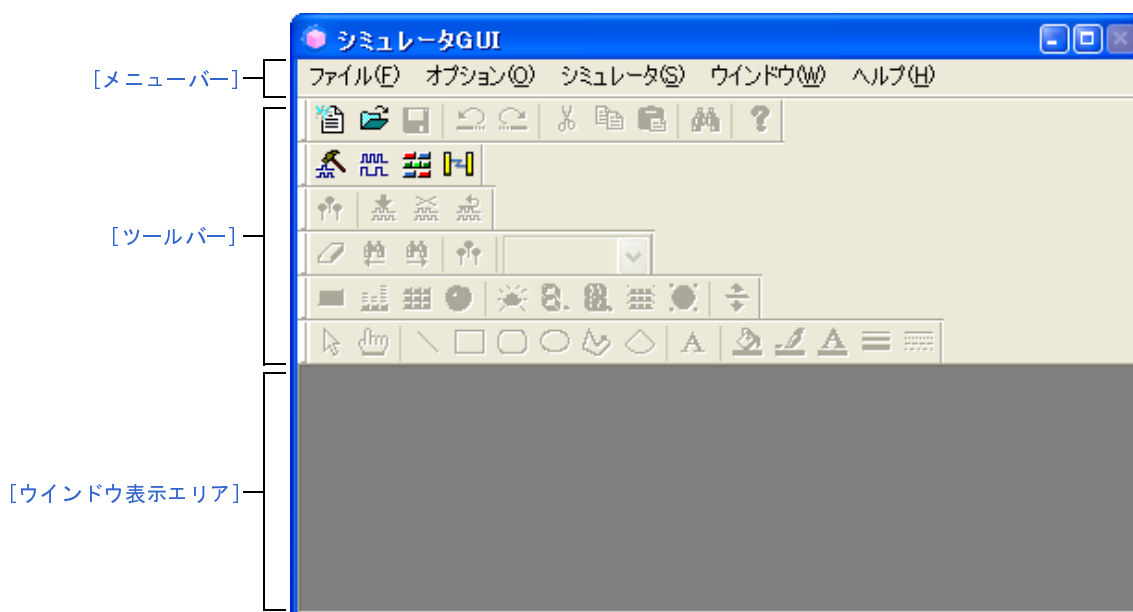 シミュレータGUI
[メニューバー]
ファイル(F) オプション(O) シミュレータ(S) ウインドウ(W) ヘルプ(H)
[ツールバー]
[ウインドウ表示エリア]